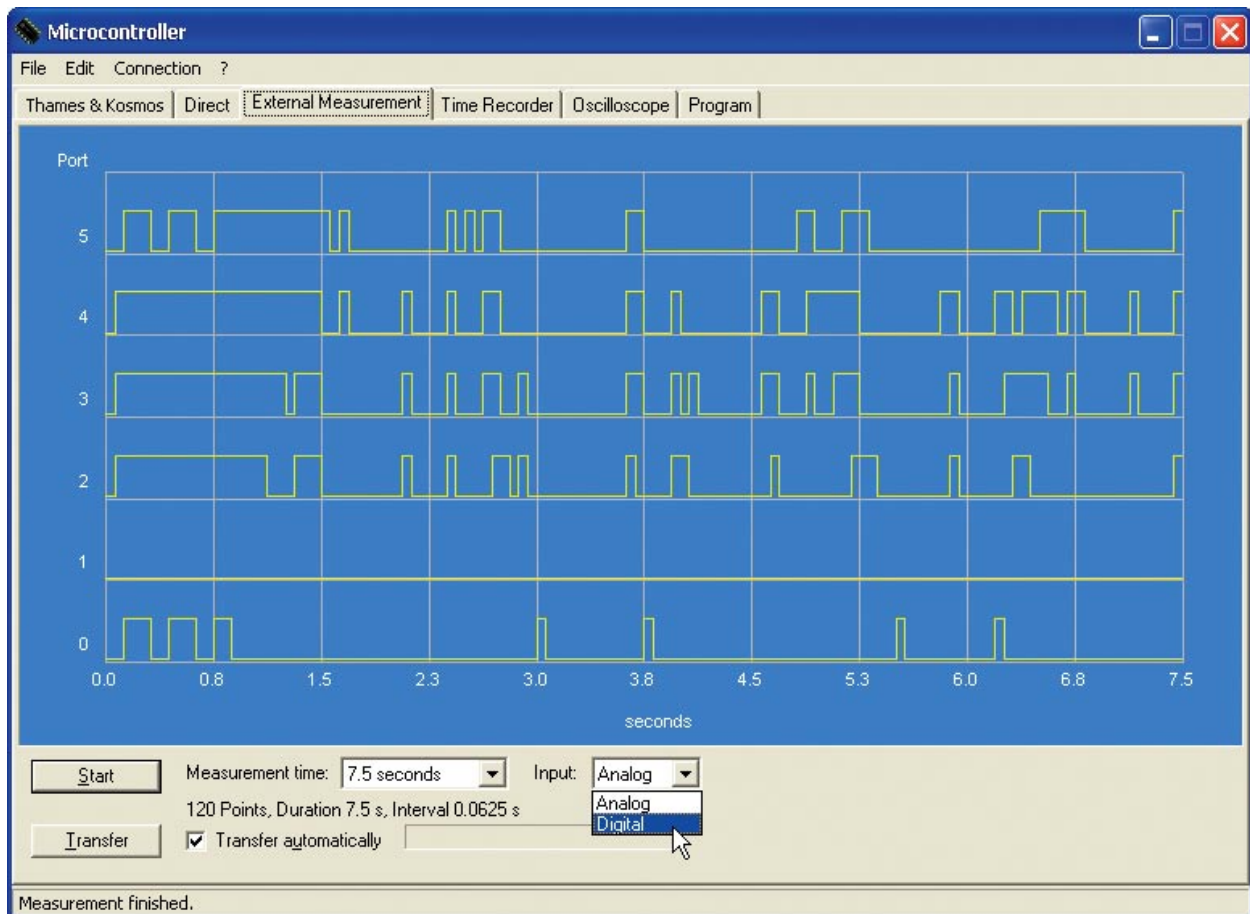 Microcontroller
File Edit Connection ?
Thames & Kosmos Direct External Measurement Time Recorder Oscilloscope Program
Port
5
4
3
2
1
0
0.0 0.8 1.5 2.3 3.0 3.8 4.5 5.3 6.0 6.8 7.5
seconds
Start Measurement time: 7.5 seconds Input: Analog
120 Points, Duration 7.5 s, Interval 0.0625 s Analog
Digital
Transfer Transfer automatically
Measurement finished.